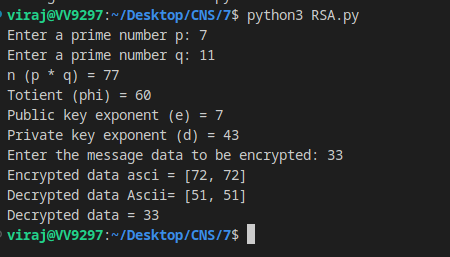 viraj@VV9297:~/Desktop/CNS/7$ python3 RSA.py
Enter a prime number p: 7
Enter a prime number q: 11
n (p * q) = 77
Totient (phi) = 60
Public key exponent (e) = 7
Private key exponent (d) = 43
Enter the message data to be encrypted: 33
Encrypted data asci = [72, 72]
Decrypted data Ascii= [51, 51]
Decrypted data = 33
viraj@VV9297:~/Desktop/CNS/7$